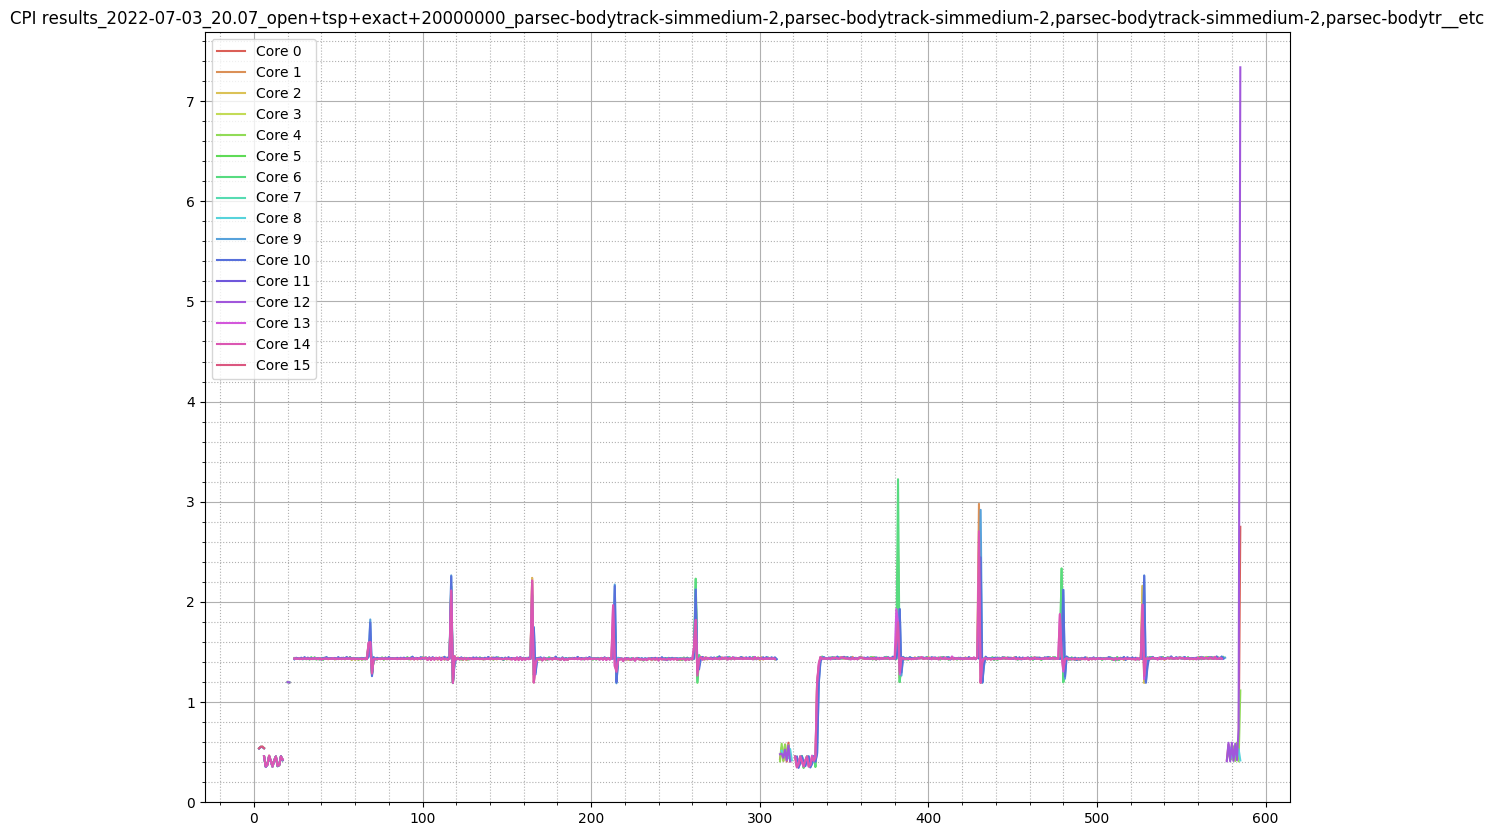 CPI results_2022-07-03_20.07_open+tsp+exact+20000000_parsec-bodytrack-simmedium-2,parsec-bodytrack-simmedium-2,parsec-bodytrack-simmedium-2,parsec-bodytr__etc
Core 0
Core 1
Core 2
Core 3
Core 4
Core 5
Core 6
Core 7
Core 8
Core 9
Core 10
Core 11
Core 12
Core 13
Core 14
Core 15
7
6
5
4
3
2
1
0
0 100 200 300 400 500 600